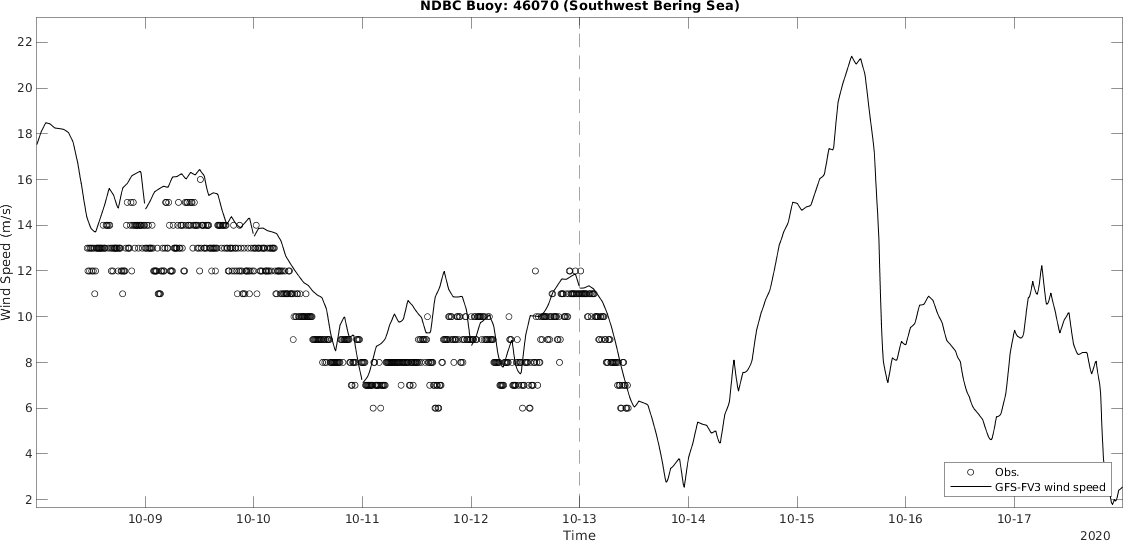 NDBC Buoy: 46070 (Southwest Bering Sea)
22
20
18
16
14
12
10
8
6
4
2
Wind Speed (m/s)
Obs.
GFS-FV3 wind speed
10-09 10-10 10-11 10-12 10-13 10-14 10-15 10-16 10-17
Time
2020